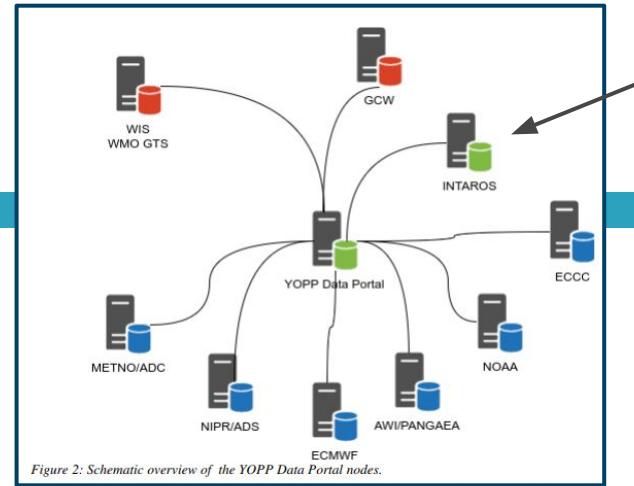 GCW
WIS
WMO GTS
INTAROS
ECCC
YOPP Data Portal
METNO/ADC
NOAA
NIPR/ADS
AWI/PANGAEA
ECMWF
Figure 2: Schematic overview of the YOPP Data Portal nodes.